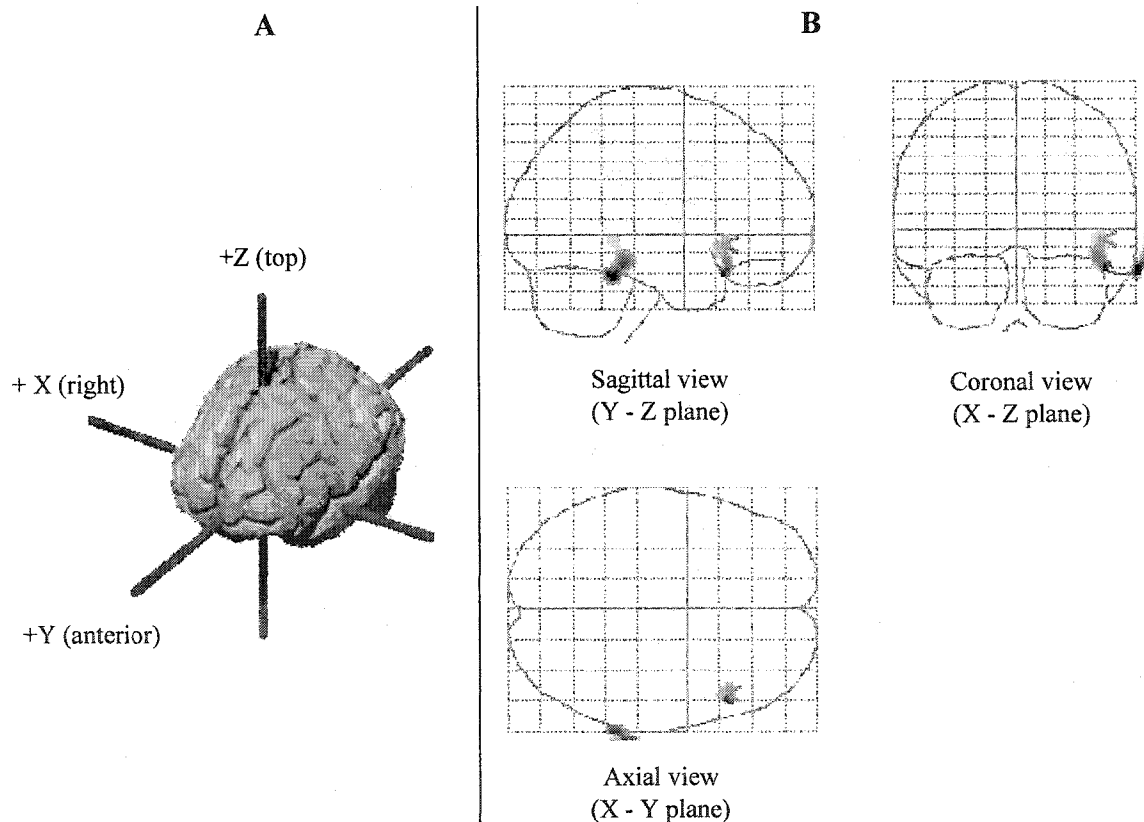 A
+Z (top)
+ X (right)
+Y (anterior)
B
Sagittal view
(Y - Z plane)
Coronal view
(X - Z plane)
Axial view
(X - Y plane)